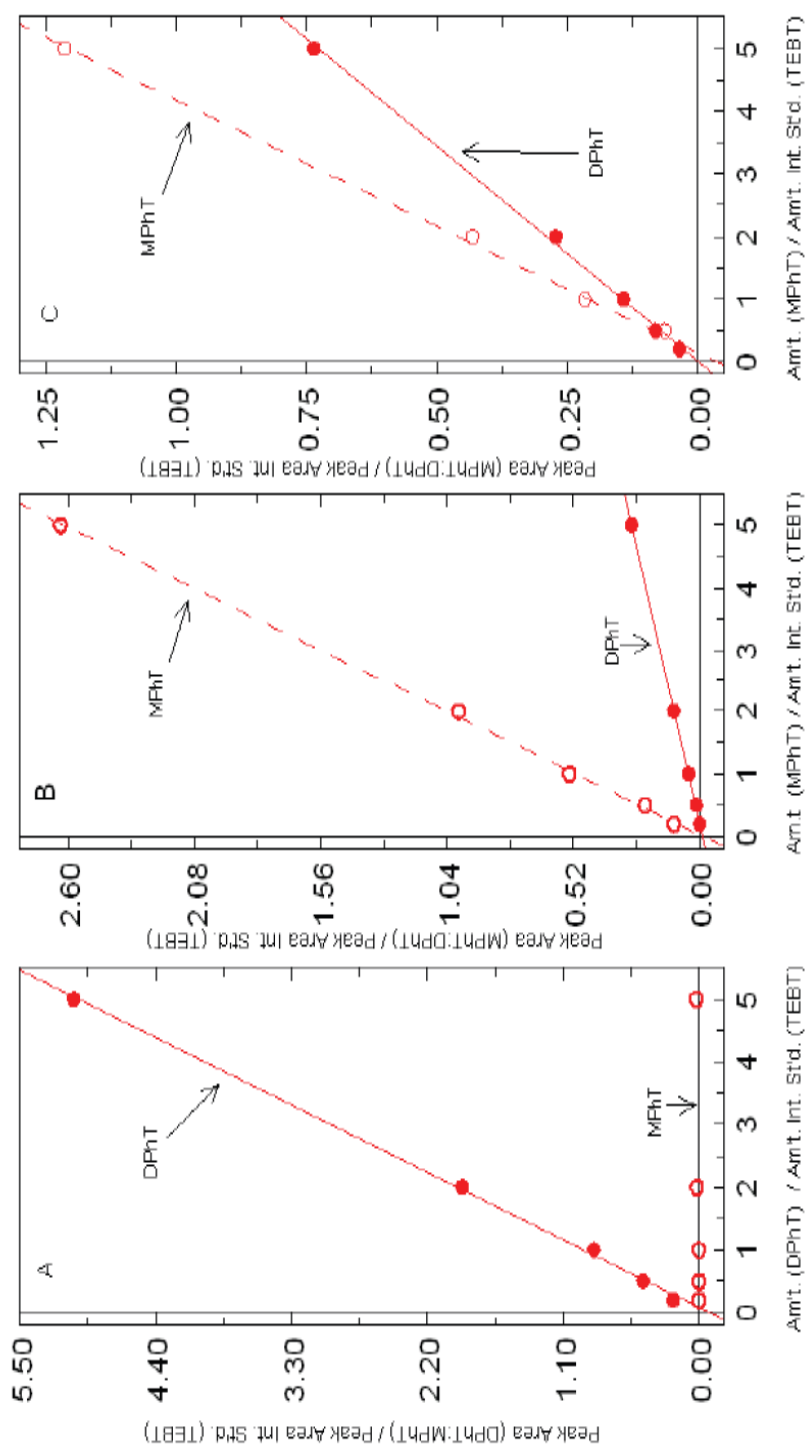 A
5.50
4.40
3.30
2.20
1.10
0.00
Peak Area (DPhT:MPhT) / Peak Area Int. Std. (TEBT)
DPhT
MPhT
0 1 2 3 4 5
Am't. (DPhT) / Am't. Int. St'd. (TEBT)
B
2.60
2.08
1.56
1.04
0.52
0.00
Peak Area (MPhT:DPhT) / Peak Area Int. Std. (TEBT)
MPhT
DPhT
0 1 2 3 4 5
Am.t (MPhT) / Am't. Int. St'd. (TEBT)
C
1.25
1.00
0.75
0.50
0.25
0.00
Peak Area (MPhT:DPhT) / Peak Area Int. Std. (TEBT)
MPhT
DPhT
0 1 2 3 4 5
Am't. (MPhT) / Am't. Int. St'd. (TEBT)